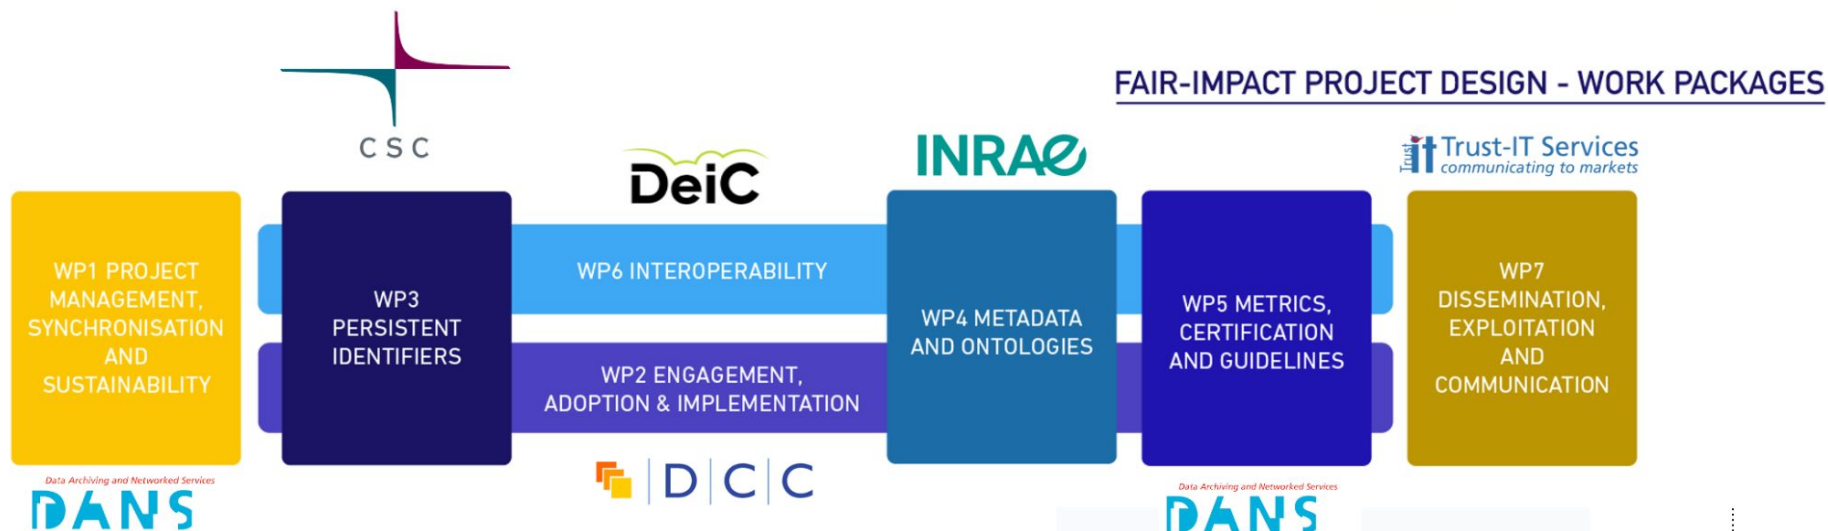 FAIR-IMPACT PROJECT DESIGN - WORK PACKAGES
CSC
DeiC
INRAE
Trust-IT Services
communicating to markets
Trust
it
WP1 PROJECT
MANAGEMENT,
SYNCHRONISATION
AND
SUSTAINABILITY
WP3
PERSISTENT
IDENTIFIERS
WP6 INTEROPERABILITY
WP2 ENGAGEMENT,
ADOPTION & IMPLEMENTATION
WP4 METADATA
AND ONTOLOGIES
WP5 METRICS,
CERTIFICATION
AND GUIDELINES
WP7
DISSEMINATION,
EXPLOITATION
AND
COMMUNICATION
Data Archiving and Networked Services
DANS
D|C|C
Data Archiving and Networked Services
DANS